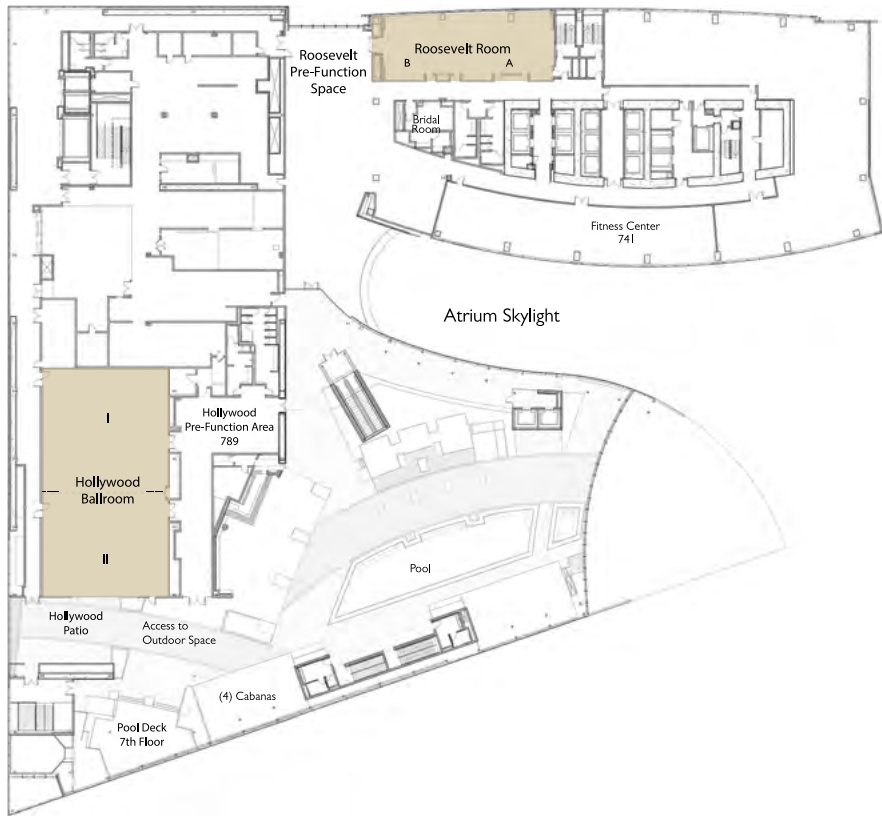 Roosevelt Room
B
A
Roosevelt
Pre-Function
Space
Bridal
Room
Fitness Center
741
Atrium Skylight
I
Hollywood
Pre-Function Area
789
Hollywood
Ballroom
II
Pool
Hollywood
Patio
Access to
Outdoor Space
(4) Cabanas
Pool Deck
7th Floor